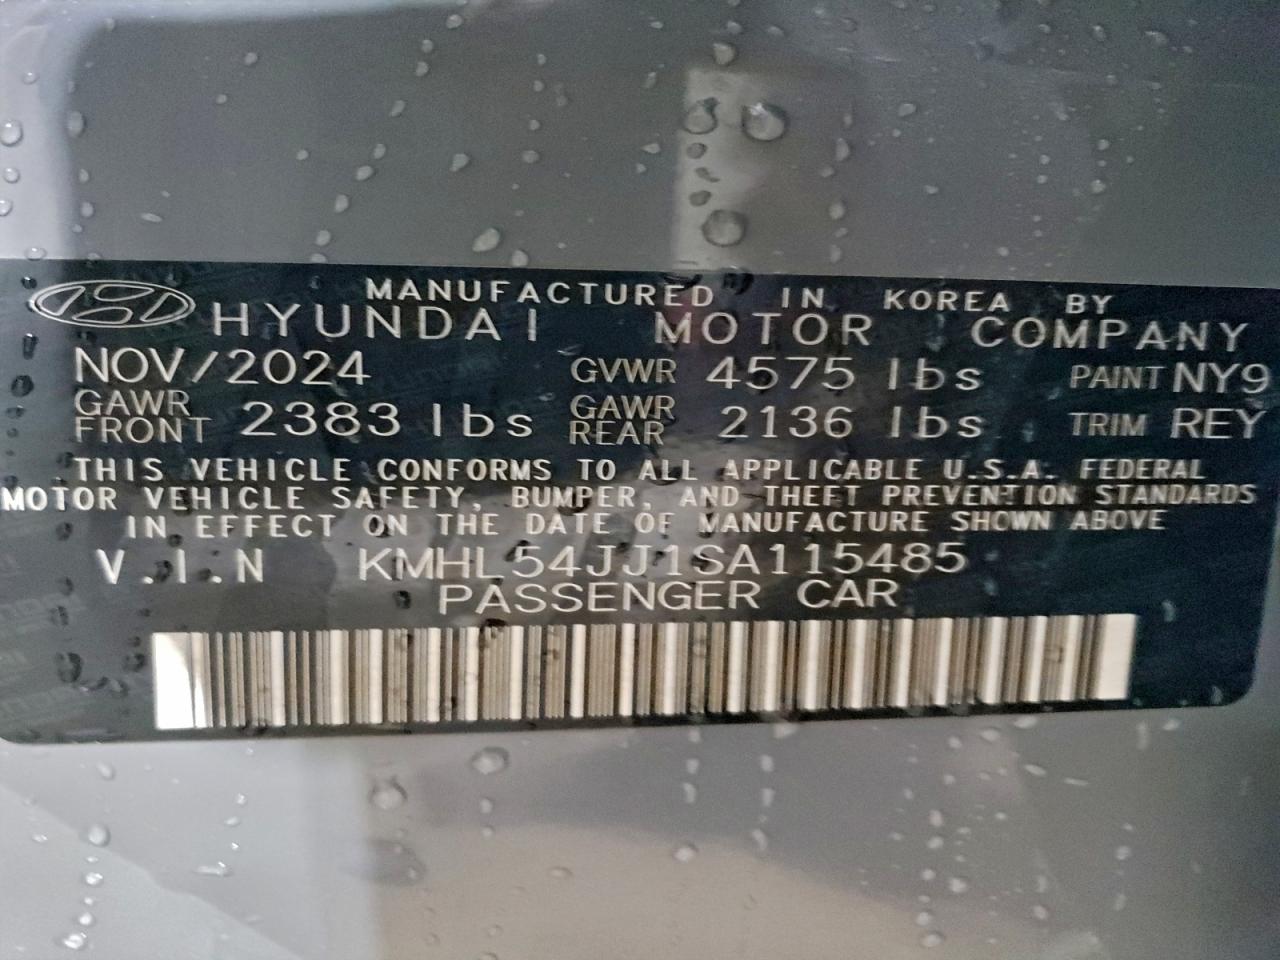 MANUFACTURED IN KOREA BY
HYUNDAI MOTOR COMPANY
NOV/2024 GVWR 4575 lbs PAINT NY9
GAWR FRONT 2383 lbs GAWR REAR 2136 lbs TRIM REY
THIS VEHICLE CONFORMS TO ALL APPLICABLE U.S.A. FEDERAL
MOTOR VEHICLE SAFETY, BUMPER, AND THEFT PREVENTION STANDARDS
IN EFFECT ON THE DATE OF MANUFACTURE SHOWN ABOVE
V.I.N KMHL54JJ1SA115485
PASSENGER CAR